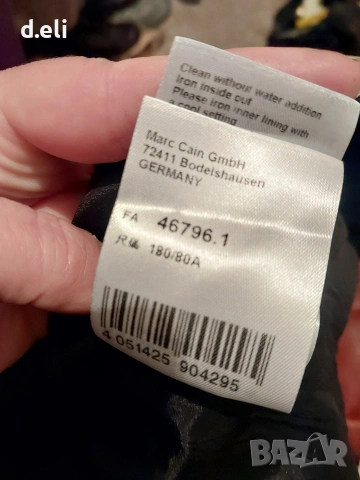 d.eli
Clean without water addition
Iron inside out
Please iron inner lining with
a cool setting
Marc Cain GmbH
72411 Bodelshausen
GERMANY
FA 46796.1
尺碼 180/80A
4 051425 904295
BAZAR